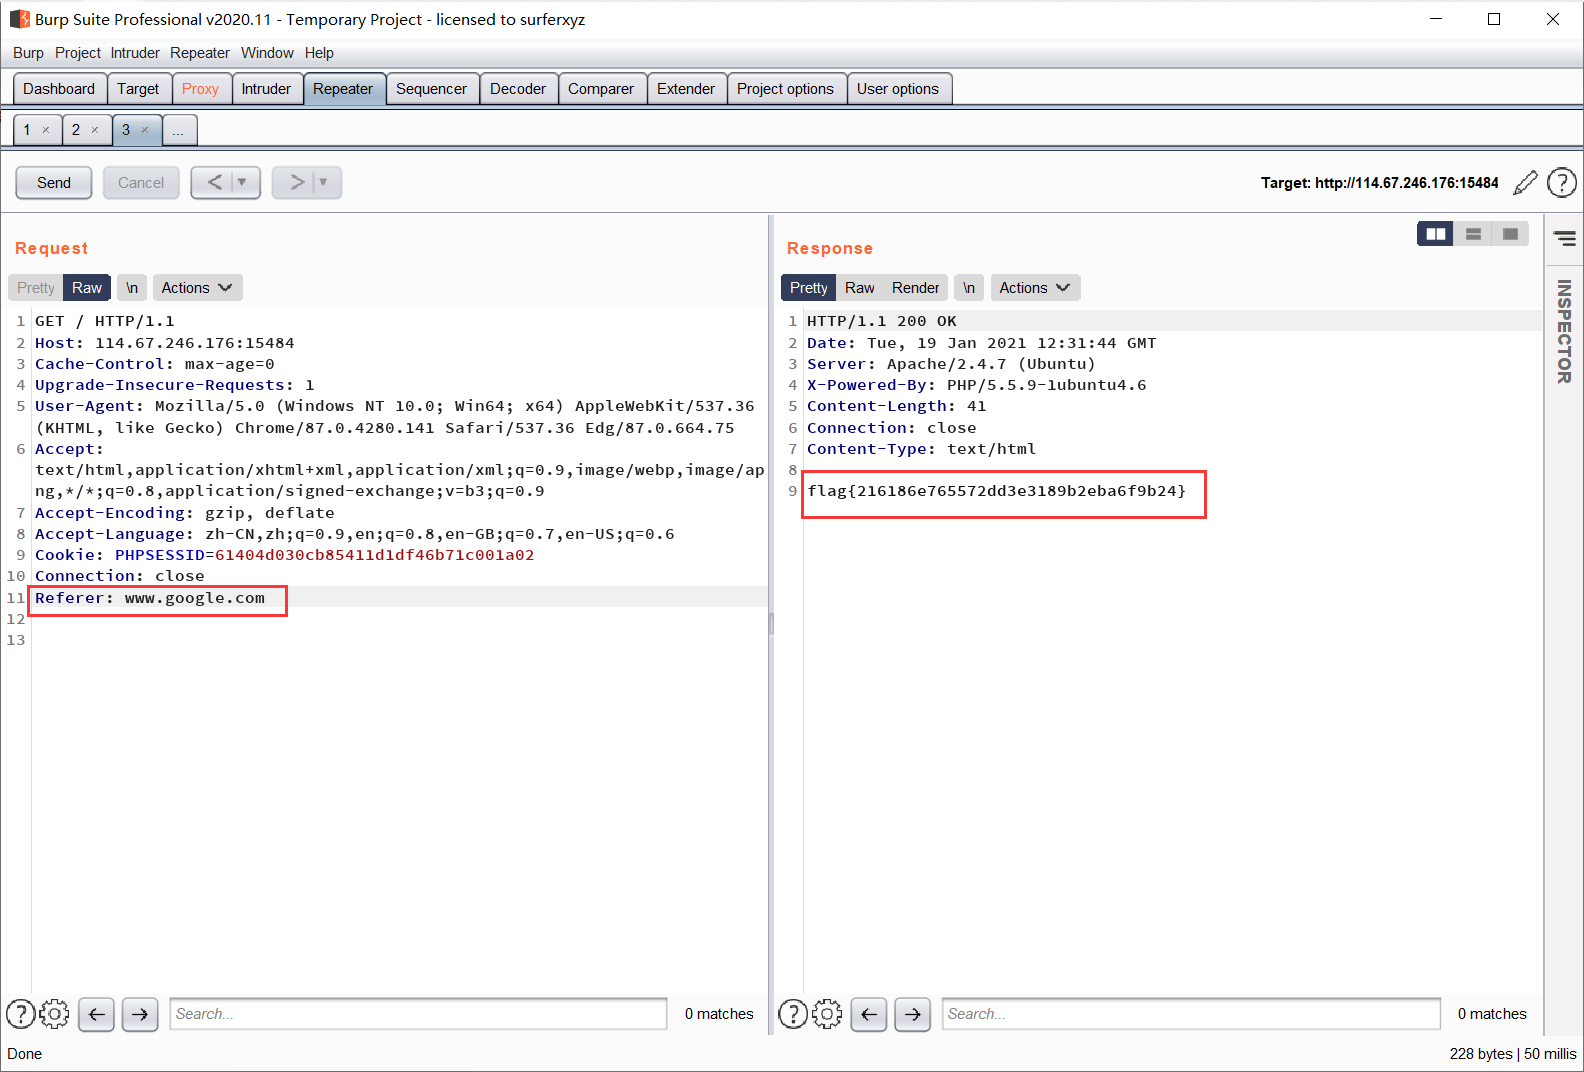 Burp Suite Professional v2020.11 - Temporary Project - licensed to surferxyz
Burp Project Intruder Repeater Window Help
Dashboard Target Proxy Intruder Repeater Sequencer Decoder Comparer Extender Project options User options
1 × 2 × 3 × ...
Send Cancel < ▼ > ▼ Target: http://114.67.246.176:15484 ?
Request
Pretty Raw \n Actions
1 GET / HTTP/1.1
2 Host: 114.67.246.176:15484
3 Cache-Control: max-age=0
4 Upgrade-Insecure-Requests: 1
5 User-Agent: Mozilla/5.0 (Windows NT 10.0; Win64; x64) AppleWebKit/537.36
(KHTML, like Gecko) Chrome/87.0.4280.141 Safari/537.36 Edg/87.0.664.75
6 Accept:
text/html,application/xhtml+xml,application/xml;q=0.9,image/webp,image/ap
ng,*/*;q=0.8,application/signed-exchange;v=b3;q=0.9
7 Accept-Encoding: gzip, deflate
8 Accept-Language: zh-CN,zh;q=0.9,en;q=0.8,en-GB;q=0.7,en-US;q=0.6
9 Cookie: PHPSESSID=61404d030cb85411d1df46b71c001a02
10 Connection: close
11 Referer: www.google.com
12
13
? Search... 0 matches
Response
Pretty Raw Render \n Actions
1 HTTP/1.1 200 OK
2 Date: Tue, 19 Jan 2021 12:31:44 GMT
3 Server: Apache/2.4.7 (Ubuntu)
4 X-Powered-By: PHP/5.5.9-1ubuntu4.6
5 Content-Length: 41
6 Connection: close
7 Content-Type: text/html
8
9 flag{216186e765572dd3e3189b2eba6f9b24}
? Search... 0 matches
INSPECTOR
Done
228 bytes | 50 millis